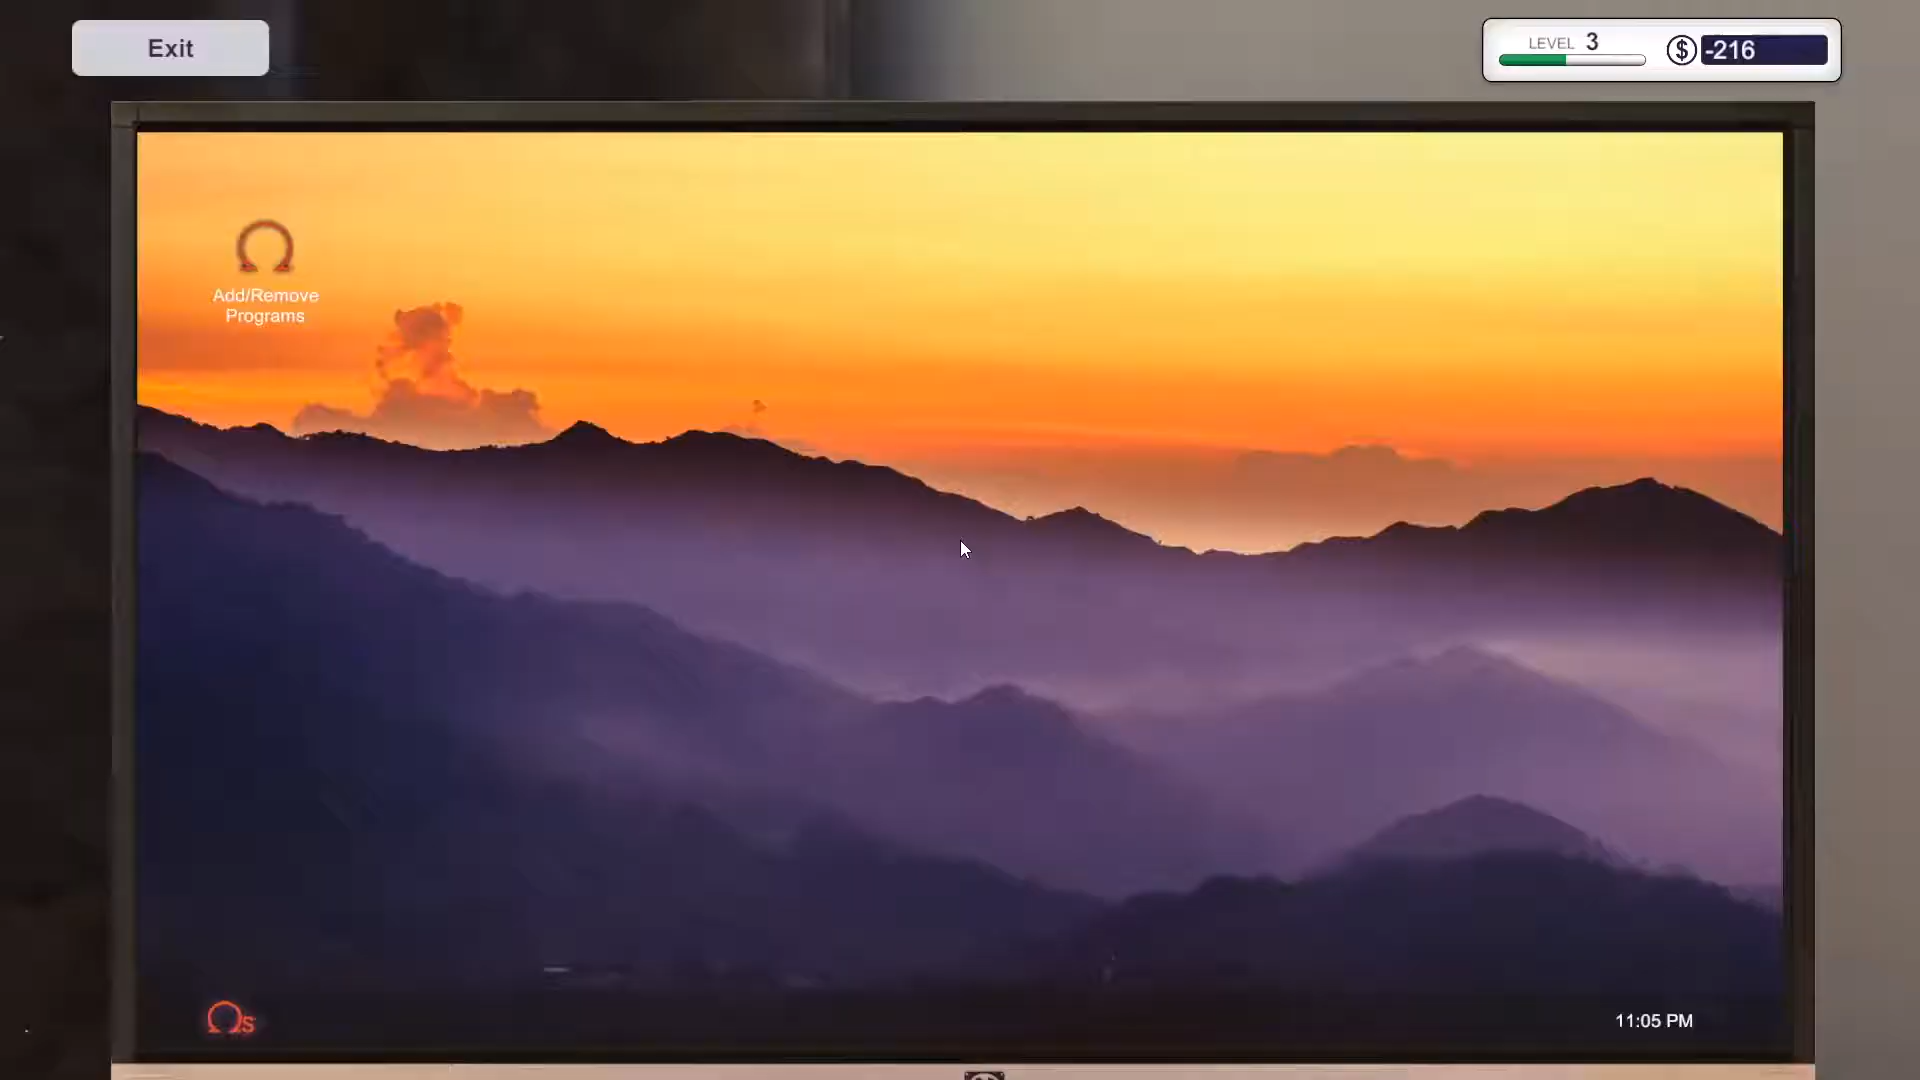 Exit
LEVEL 3
$ -216
Add/Remove
Programs
Ωs
11:05 PM